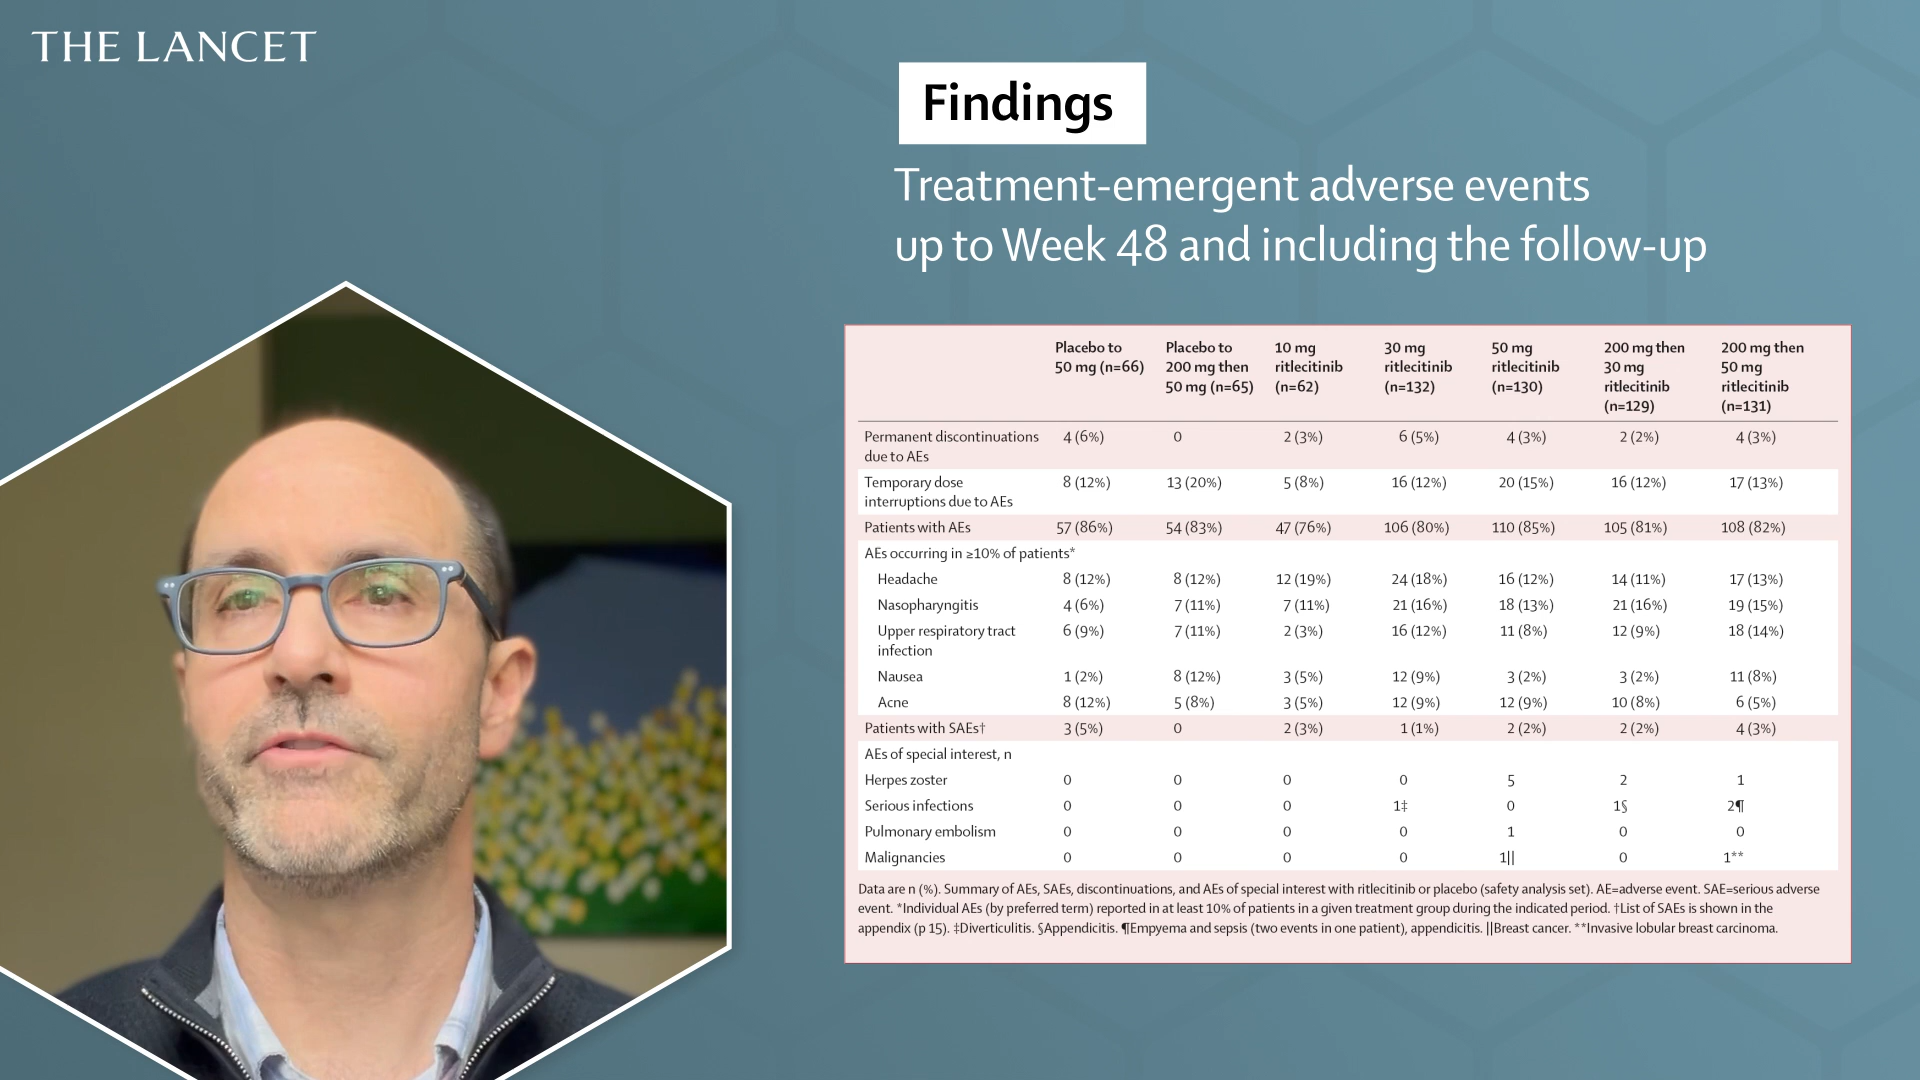 THE LANCET
Findings
Treatment-emergent adverse events
up to Week 48 and including the follow-up
Placebo to 50 mg (n=66) Placebo to 200 mg then 50 mg (n=65) 10 mg ritlecitinib (n=62) 30 mg ritlecitinib (n=132) 50 mg ritlecitinib (n=130) 200 mg then 30 mg ritlecitinib (n=129) 200 mg then 50 mg ritlecitinib (n=131)
Permanent discontinuations due to AEs 4 (6%) 0 2 (3%) 6 (5%) 4 (3%) 2 (2%) 4 (3%)
Temporary dose interruptions due to AEs 8 (12%) 13 (20%) 5 (8%) 16 (12%) 20 (15%) 16 (12%) 17 (13%)
Patients with AEs 57 (86%) 54 (83%) 47 (76%) 106 (80%) 110 (85%) 105 (81%) 108 (82%)
AEs occurring in ≥10% of patients*
Headache 8 (12%) 8 (12%) 12 (19%) 24 (18%) 16 (12%) 14 (11%) 17 (13%)
Nasopharyngitis 4 (6%) 7 (11%) 7 (11%) 21 (16%) 18 (13%) 21 (16%) 19 (15%)
Upper respiratory tract infection 6 (9%) 7 (11%) 2 (3%) 16 (12%) 11 (8%) 12 (9%) 18 (14%)
Nausea 1 (2%) 8 (12%) 3 (5%) 12 (9%) 3 (2%) 3 (2%) 11 (8%)
Acne 8 (12%) 5 (8%) 3 (5%) 12 (9%) 12 (9%) 10 (8%) 6 (5%)
Patients with SAEs† 3 (5%) 0 2 (3%) 1 (1%) 2 (2%) 2 (2%) 4 (3%)
AEs of special interest, n
Herpes zoster 0 0 0 0 5 2 1
Serious infections 0 0 0 1‡ 0 1§ 2¶
Pulmonary embolism 0 0 0 0 1 0 0
Malignancies 0 0 0 0 1|| 0 1**
Data are n (%). Summary of AEs, SAEs, discontinuations, and AEs of special interest with ritlecitinib or placebo (safety analysis set). AE=adverse event. SAE=serious adverse
event. *Individual AEs (by preferred term) reported in at least 10% of patients in a given treatment group during the indicated period. †List of SAEs is shown in the
appendix (p 15). ‡Diverticulitis. §Appendicitis. ¶Empyema and sepsis (two events in one patient), appendicitis. ||Breast cancer. **Invasive lobular breast carcinoma.